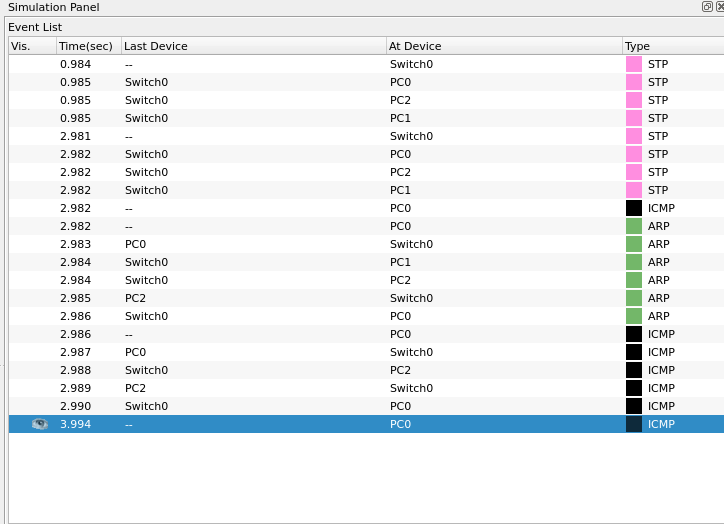 Simulation Panel
Event List
Vis. Time(sec) Last Device At Device Type
0.984 -- Switch0 STP
0.985 Switch0 PC0 STP
0.985 Switch0 PC2 STP
0.985 Switch0 PC1 STP
2.981 -- Switch0 STP
2.982 Switch0 PC0 STP
2.982 Switch0 PC2 STP
2.982 Switch0 PC1 STP
2.982 -- PC0 ICMP
2.982 -- PC0 ARP
2.983 PC0 Switch0 ARP
2.984 Switch0 PC1 ARP
2.984 Switch0 PC2 ARP
2.985 PC2 Switch0 ARP
2.986 Switch0 PC0 ARP
2.986 -- PC0 ICMP
2.987 PC0 Switch0 ICMP
2.988 Switch0 PC2 ICMP
2.989 PC2 Switch0 ICMP
2.990 Switch0 PC0 ICMP
3.994 -- PC0 ICMP